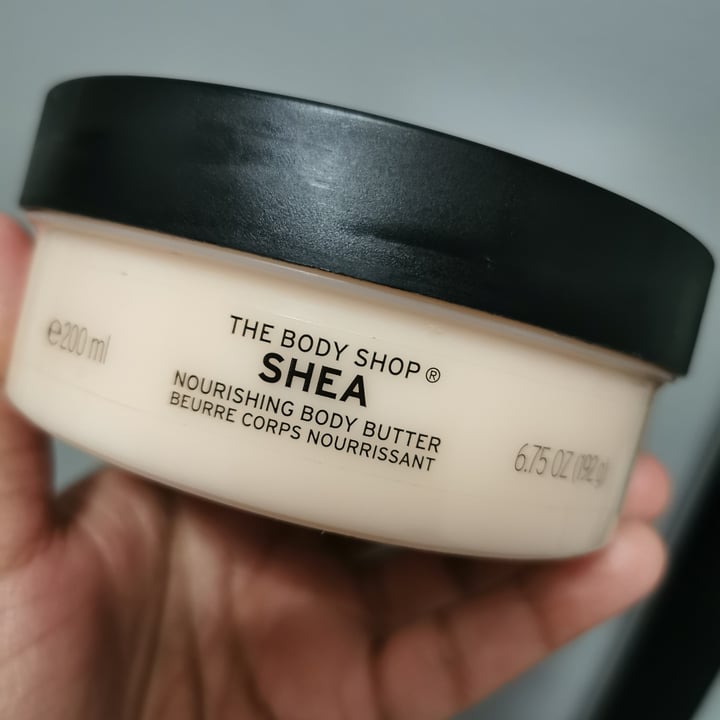 THE BODY SHOP®
SHEA
NOURISHING BODY BUTTER
BEURRE CORPS NOURRISSANT
℮200 ml
6.75 OZ (192 g)